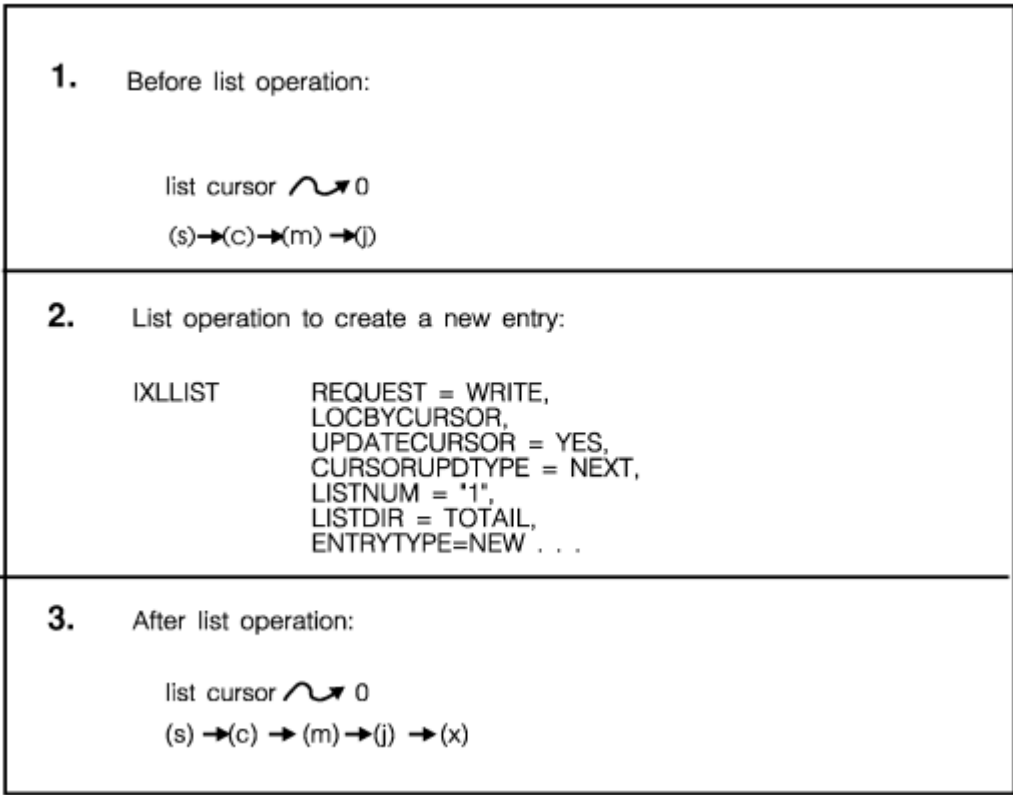 1. Before list operation:
list cursor 0
(s)→(c)→(m) →(j)
2. List operation to create a new entry:
IXLLIST REQUEST = WRITE,
LOCBYCURSOR,
UPDATECURSOR = YES,
CURSORUPDTYPE = NEXT,
LISTNUM = "1",
LISTDIR = TOTAIL,
ENTRYTYPE=NEW . . .
3. After list operation:
list cursor 0
(s) →(c) → (m) →(j) → (x)